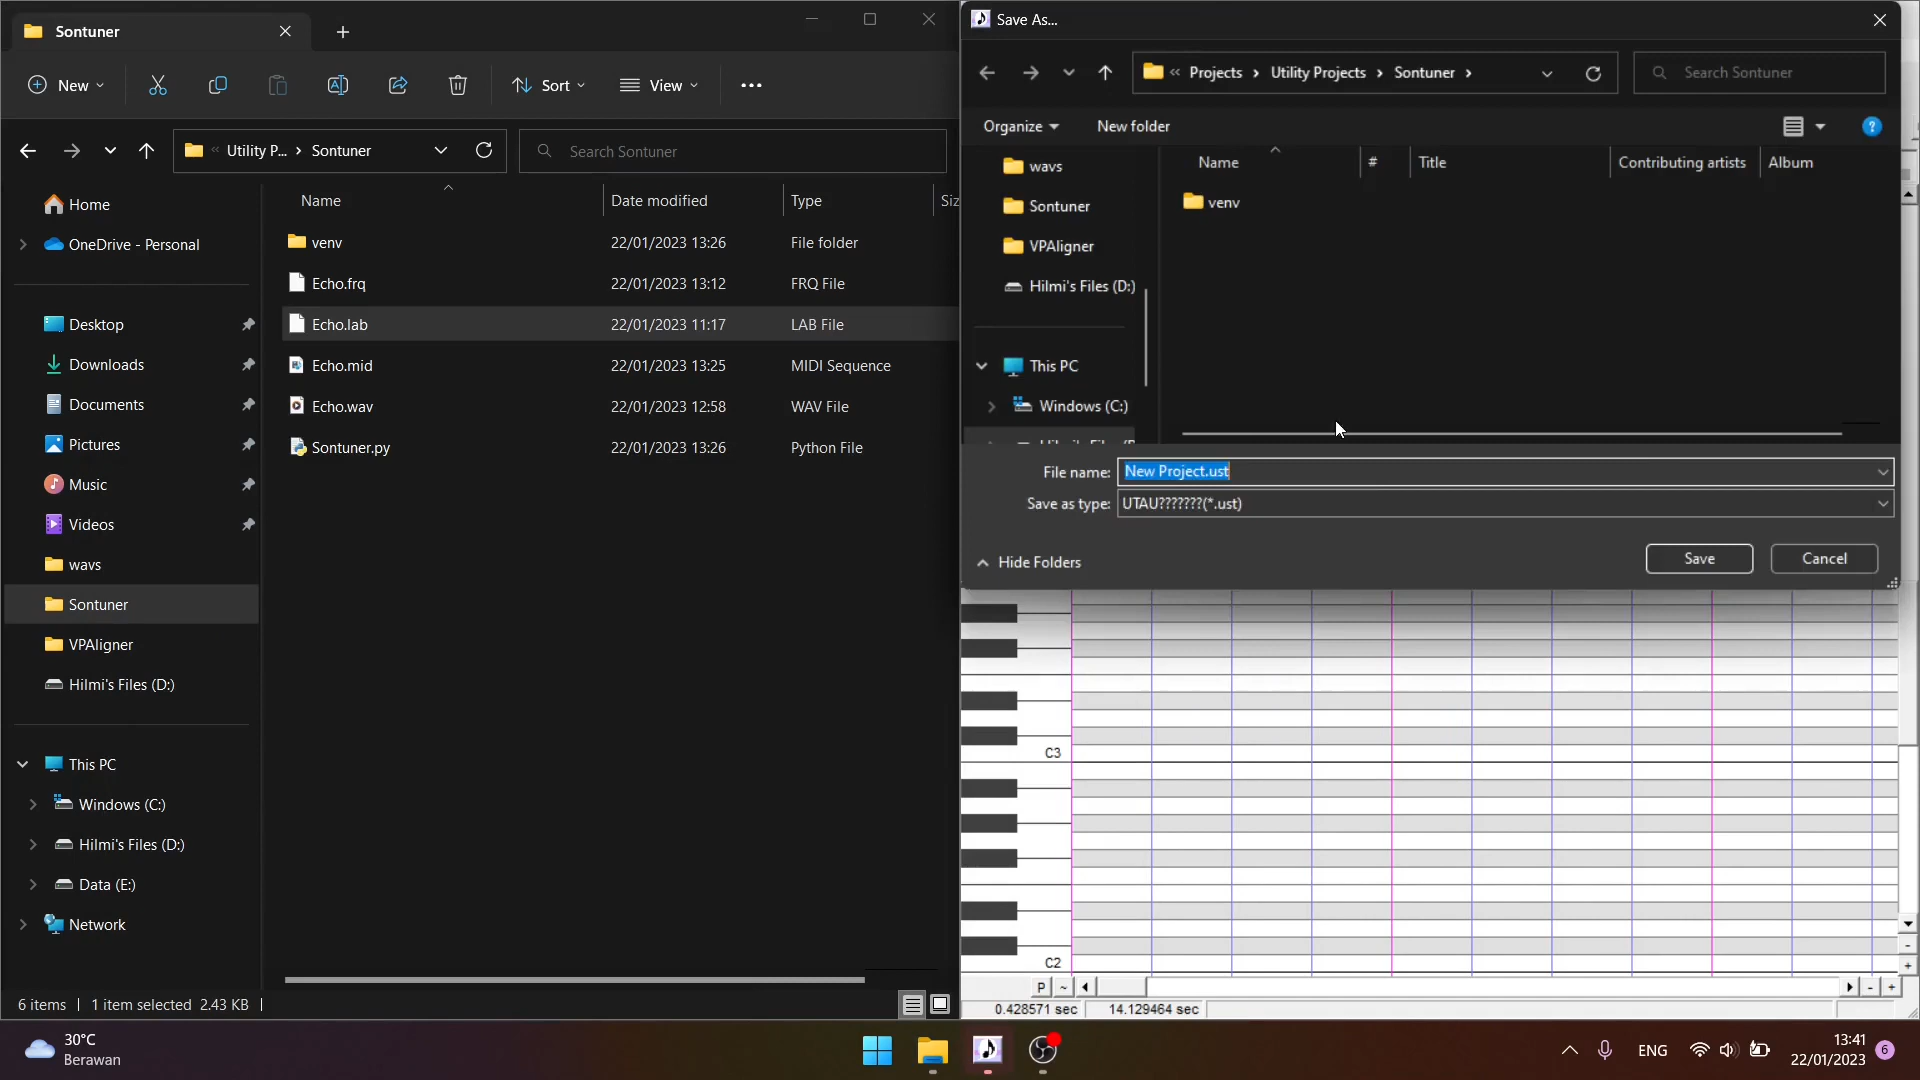 Sontuner
New
Sort
View
Utility P...
Sontuner
Search Sontuner
Home
OneDrive - Personal
Desktop
Downloads
Documents
Pictures
Music
Videos
wavs
Sontuner
VPAligner
Hilmi's Files (D:)
This PC
Windows (C:)
Hilmi's Files (D:)
Data (E:)
Network
Name Date modified Type Siz
venv 22/01/2023 13:26 File folder
Echo.frq 22/01/2023 13:12 FRQ File
Echo.lab 22/01/2023 11:17 LAB File
Echo.mid 22/01/2023 13:25 MIDI Sequence
Echo.wav 22/01/2023 12:58 WAV File
Sontuner.py 22/01/2023 13:26 Python File
6 items 1 item selected 2.43 KB
Save As...
Projects Utility Projects Sontuner
Search Sontuner
Organize New folder
wavs
Sontuner
VPAligner
Hilmi's Files (D:)
This PC
Windows (C:)
Name # Title Contributing artists Album
venv
File name: New Project.ust
Save as type: UTAU???????(*.ust)
Hide Folders
Save
Cancel
C3
C2
P ~
0.428571 sec 14.129464 sec
30°C
Berawan
ENG
13:41
22/01/2023
6